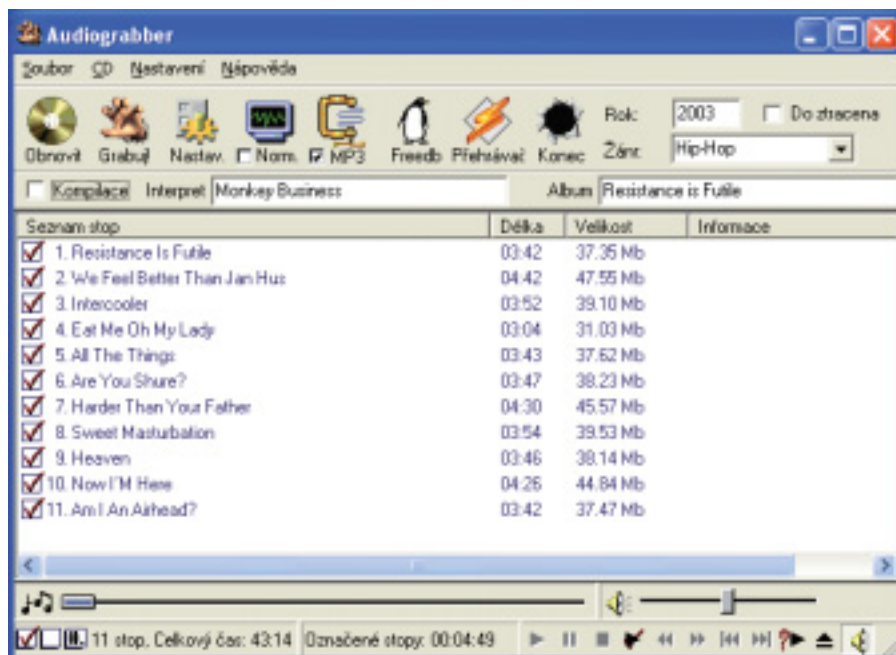 Audiograbber
Soubor CD Nastavení Nápověda
Obnovit Grabuj! Nastav. Norm. MP3 Freedb Přehrávač Konec
Rok: 2003 Do ztracena
Žánr: Hip-Hop
Kompilace Interpret Monkey Business Album Resistance is Futile
Seznam stop Délka Velikost Informace
1. Resistance Is Futile 03:42 37.35 Mb
2. We Feel Better Than Jan Hus 04:42 47.55 Mb
3. Intercooler 03:52 39.10 Mb
4. Eat Me Oh My Lady 03:04 31.03 Mb
5. All The Things 03:43 37.62 Mb
6. Are You Shure? 03:47 38.23 Mb
7. Harder Than Your Father 04:30 45.57 Mb
8. Sweet Masturbation 03:54 39.53 Mb
9. Heaven 03:46 38.14 Mb
10. Now I'M Here 04:26 44.84 Mb
11. Am I An Airhead? 03:42 37.47 Mb
11 stop, Celkový čas: 43:14 Označené stopy: 00:04:49